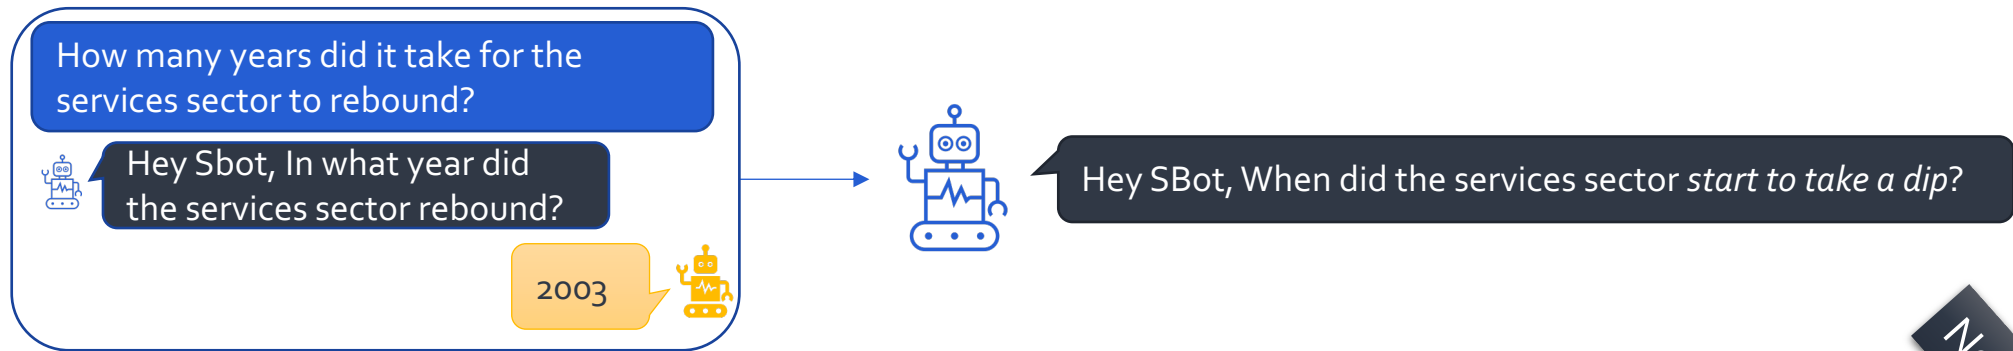 How many years did it take for the
services sector to rebound?
Hey Sbot, In what year did
the services sector rebound?
2003
Hey SBot, When did the services sector start to take a dip?